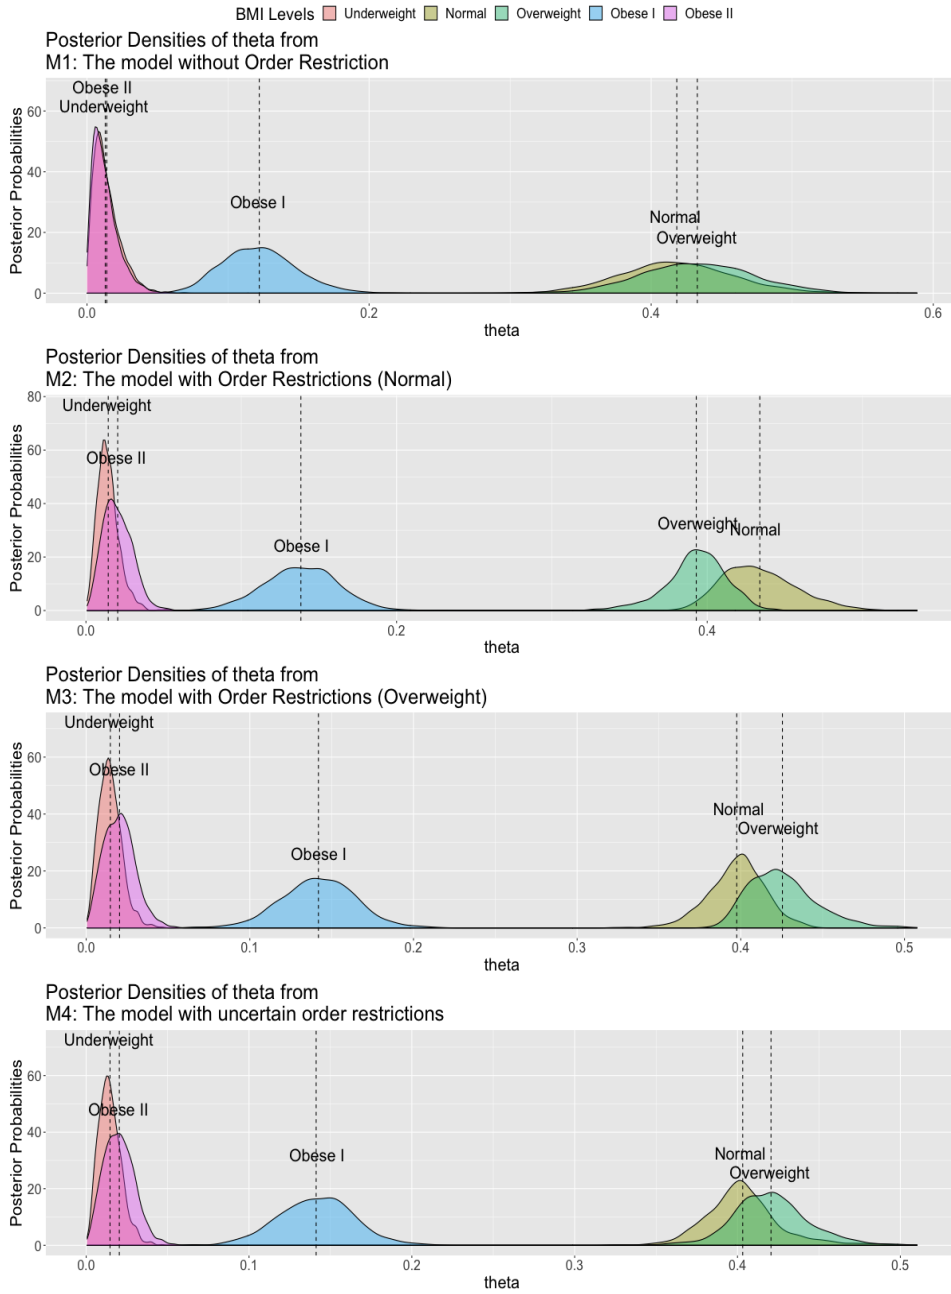 BMI Levels Underweight Normal Overweight Obese I Obese II
Posterior Densities of theta from
M1: The model without Order Restriction
Posterior Probabilities
60
40
20
0
Obese II
Underweight
Obese I
Normal
Overweight
0.0 0.2 0.4 0.6
theta
Posterior Densities of theta from
M2: The model with Order Restrictions (Normal)
Posterior Probabilities
80
60
40
20
0
Underweight
Obese II
Obese I
Overweight
Normal
0.0 0.2 0.4
theta
Posterior Densities of theta from
M3: The model with Order Restrictions (Overweight)
Posterior Probabilities
60
40
20
0
Underweight
Obese II
Obese I
Normal
Overweight
0.0 0.1 0.2 0.3 0.4 0.5
theta
Posterior Densities of theta from
M4: The model with uncertain order restrictions
Posterior Probabilities
60
40
20
0
Underweight
Obese II
Obese I
Normal
Overweight
0.0 0.1 0.2 0.3 0.4 0.5
theta